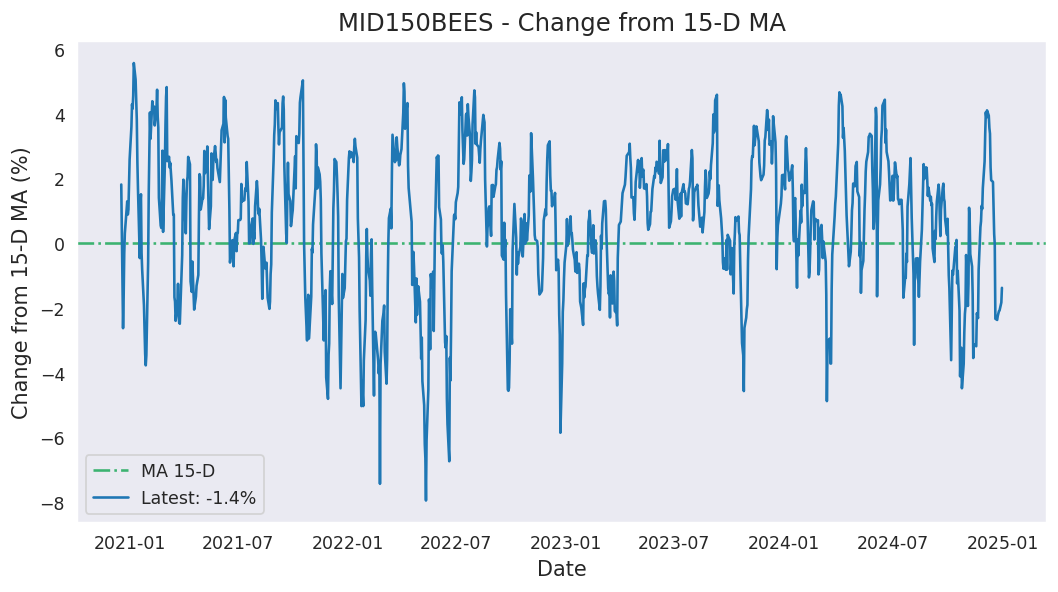 MID150BEES - Change from 15-D MA
Change from 15-D MA (%)
6
4
2
0
−2
−4
−6
−8
MA 15-D
Latest: -1.4%
2021-01 2021-07 2022-01 2022-07 2023-01 2023-07 2024-01 2024-07 2025-01
Date